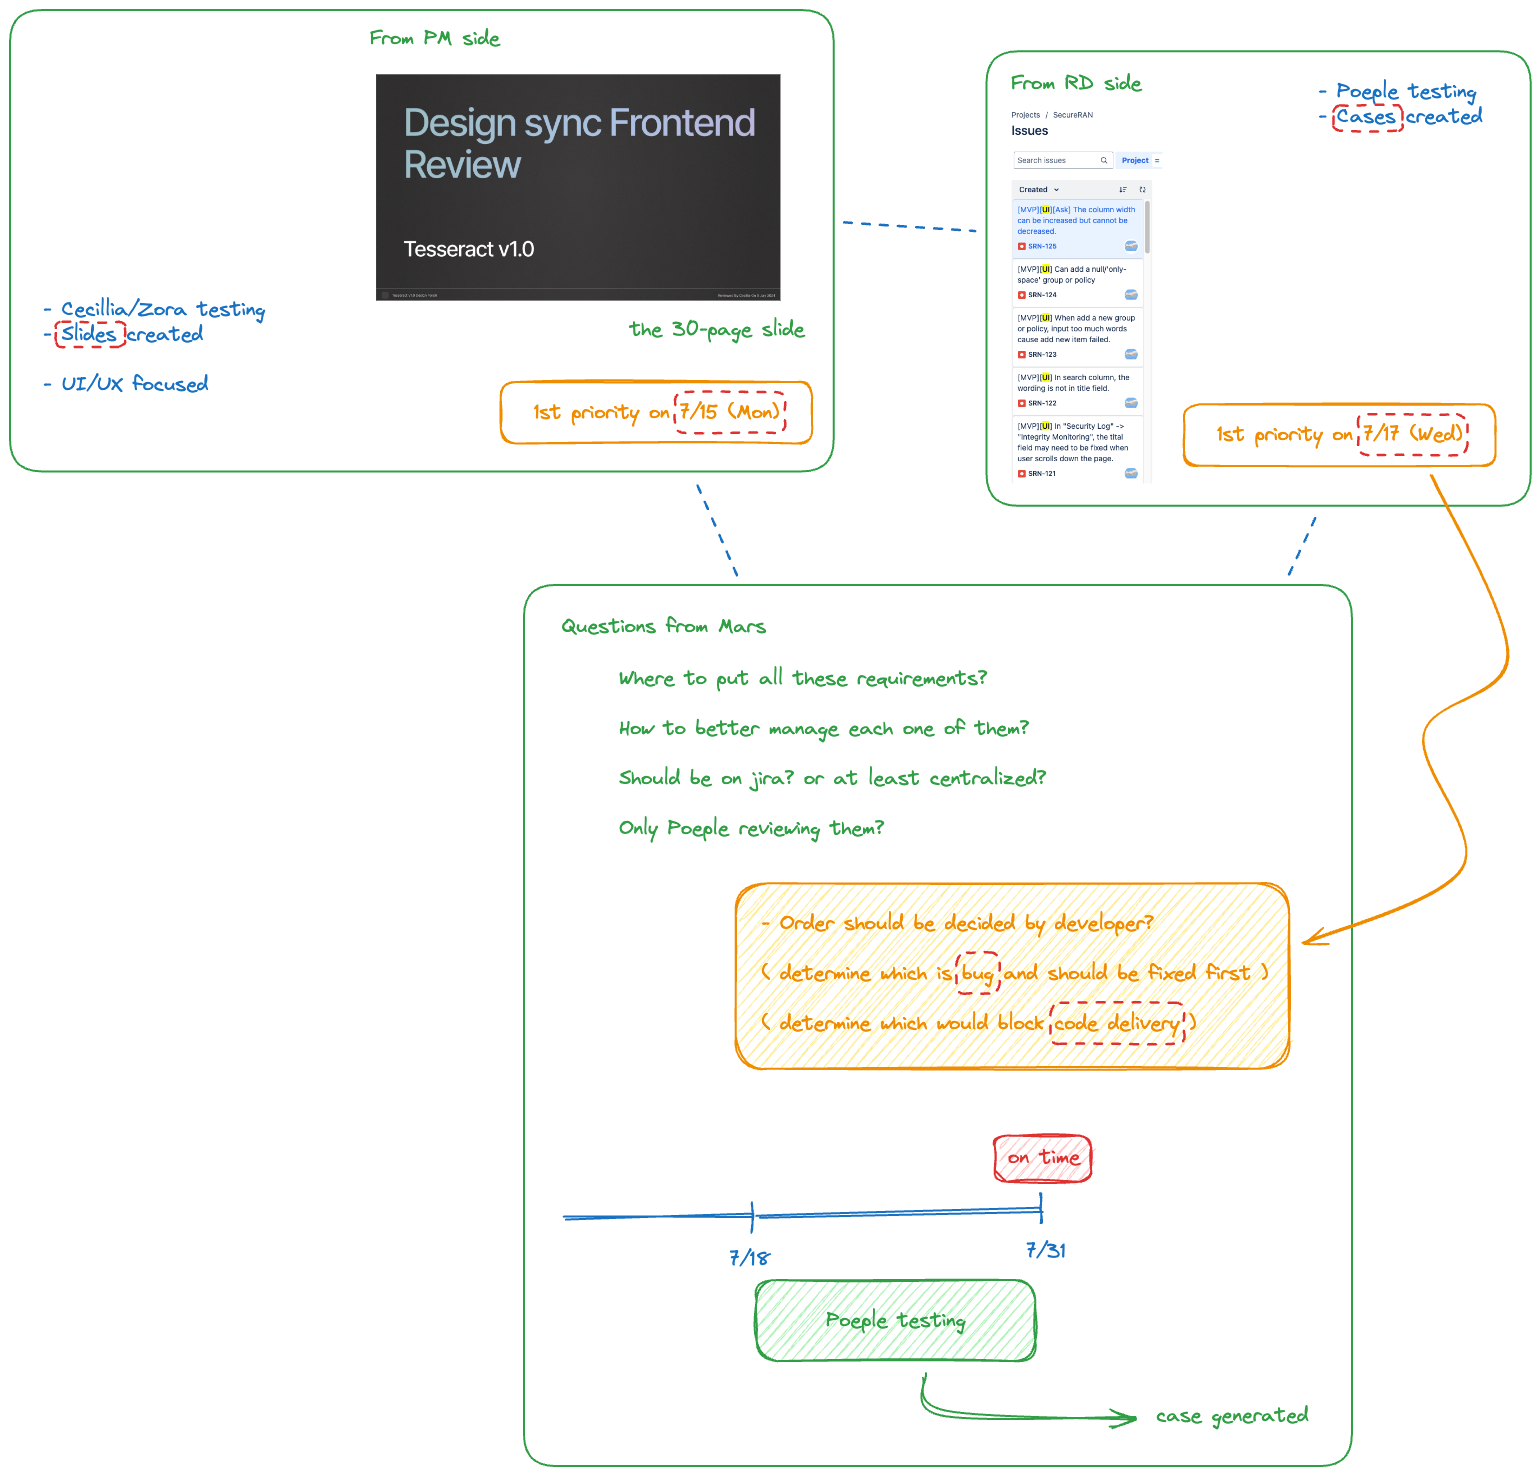 From PM side
Design sync Frontend
Review
Tesseract v1.0
- Cecillia/Zora testing
- Slides created
- UI/UX focused
the 30-page slide
1st priority on 7/15 (Mon)
From RD side
- Poeple testing
- Cases created
Projects / SecureRAN
Issues
Search issues
Project =
Created
[MVP][UI][Ask] The column width
can be increased but cannot be
decreased.
SRN-125
[MVP][UI] Can add a null/'only-
space' group or policy
SRN-124
[MVP][UI] When add a new group
or policy, input too much words
cause add new item failed.
SRN-123
[MVP][UI] In search column, the
wording is not in title field.
SRN-122
[MVP][UI] In "Security Log" ->
"Integrity Monitoring", the tital
field may need to be fixed when
user scrolls down the page.
SRN-121
1st priority on 7/17 (Wed)
Questions from Mars
Where to put all these requirements?
How to better manage each one of them?
Should be on jira? or at least centralized?
Only Poeple reviewing them?
- Order should be decided by developer?
( determine which is bug and should be fixed first )
( determine which would block code delivery )
on time
7/18
7/31
Poeple testing
case generated